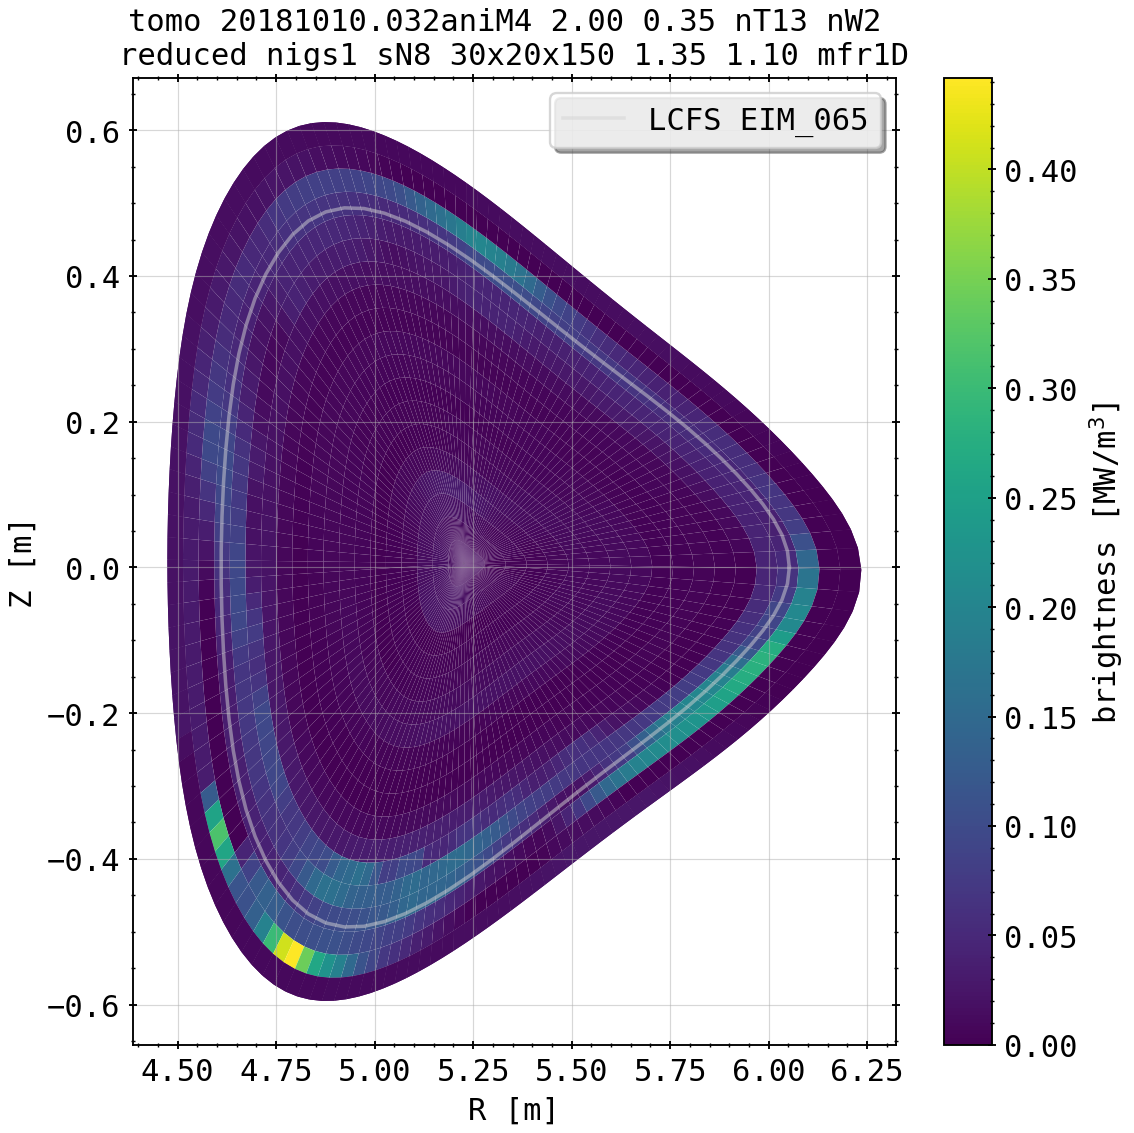 tomo 20181010.032aniM4 2.00 0.35 nT13 nW2
reduced nigs1 sN8 30x20x150 1.35 1.10 mfr1D
LCFS EIM_065
0.6
0.4
0.2
0.0
−0.2
−0.4
−0.6
Z [m]
4.50 4.75 5.00 5.25 5.50 5.75 6.00 6.25
R [m]
0.40
0.35
0.30
0.25
0.20
0.15
0.10
0.05
0.00
brightness [MW/m³]